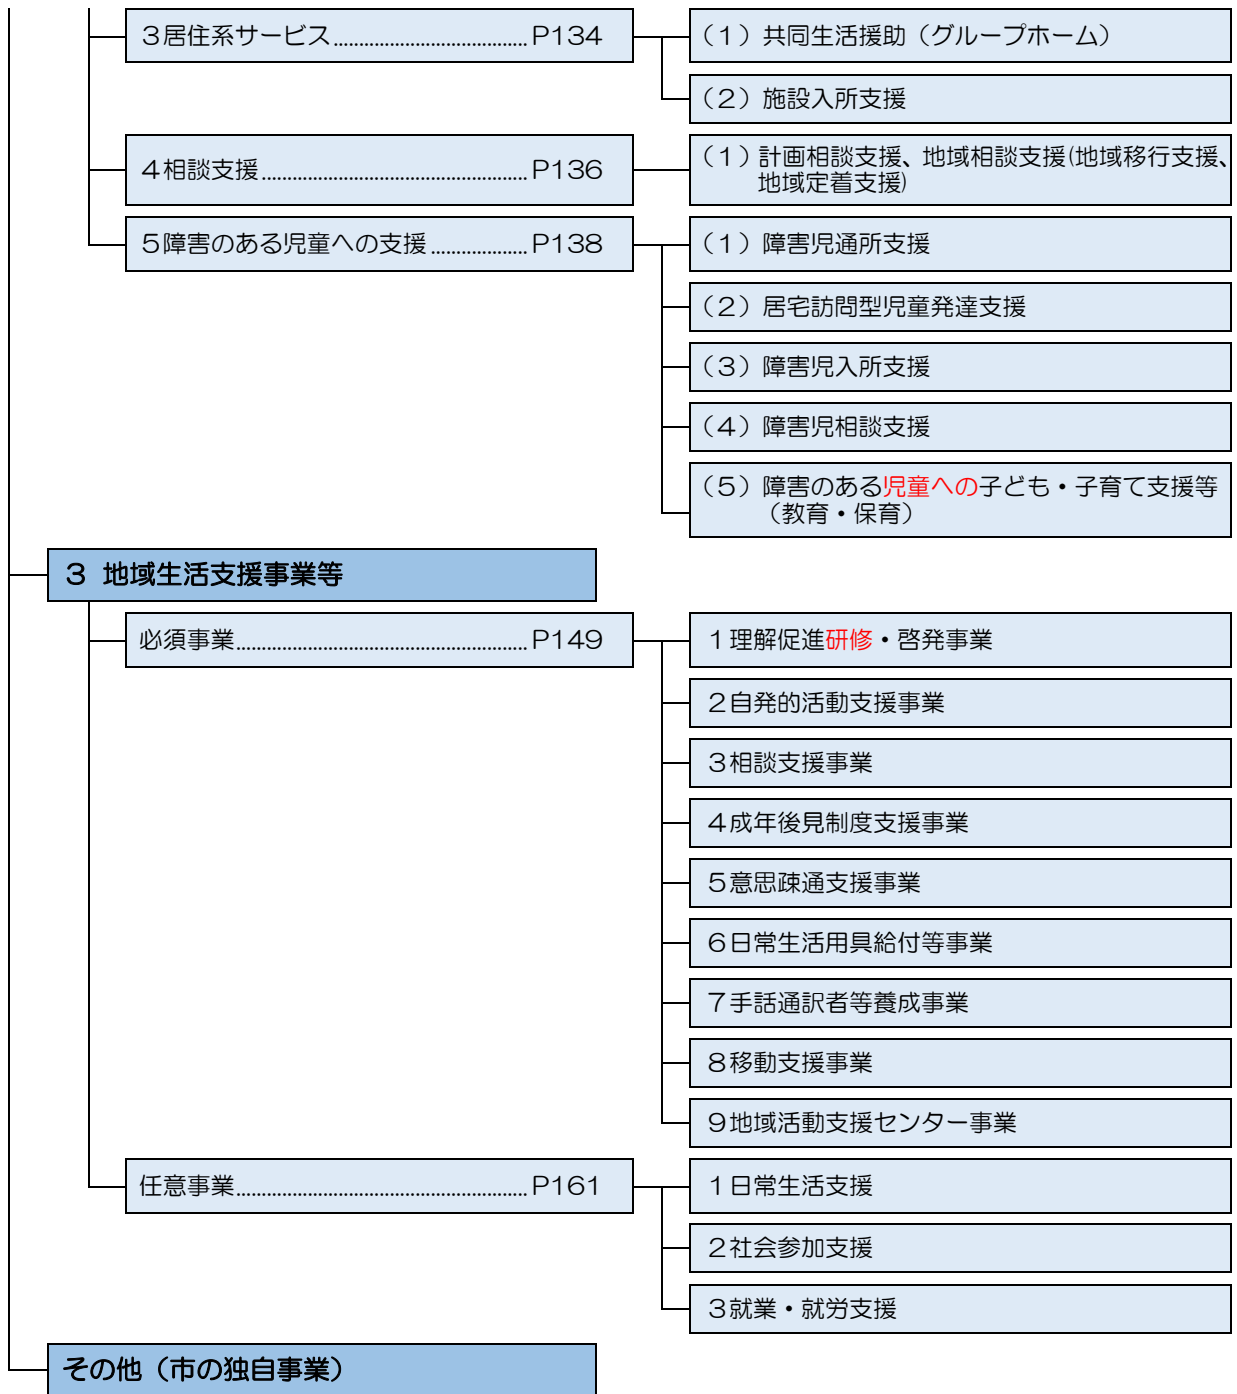 ３居住系サービス................................P134
（１）共同生活援助（グループホーム）
（２）施設入所支援
４相談支援................................P136
（１）計画相談支援、地域相談支援(地域移行支援、
地域定着支援)
５障害のある児童への支援................P138
（１）障害児通所支援
（２）居宅訪問型児童発達支援
（３）障害児入所支援
（４）障害児相談支援
（５）障害のある児童への子ども・子育て支援等
（教育・保育）
３ 地域生活支援事業等
必須事業................................P149
１理解促進研修・啓発事業
２自発的活動支援事業
３相談支援事業
４成年後見制度支援事業
５意思疎通支援事業
６日常生活用具給付等事業
７手話通訳者等養成事業
８移動支援事業
９地域活動支援センター事業
任意事業................................P161
１日常生活支援
２社会参加支援
３就業・就労支援
その他（市の独自事業）